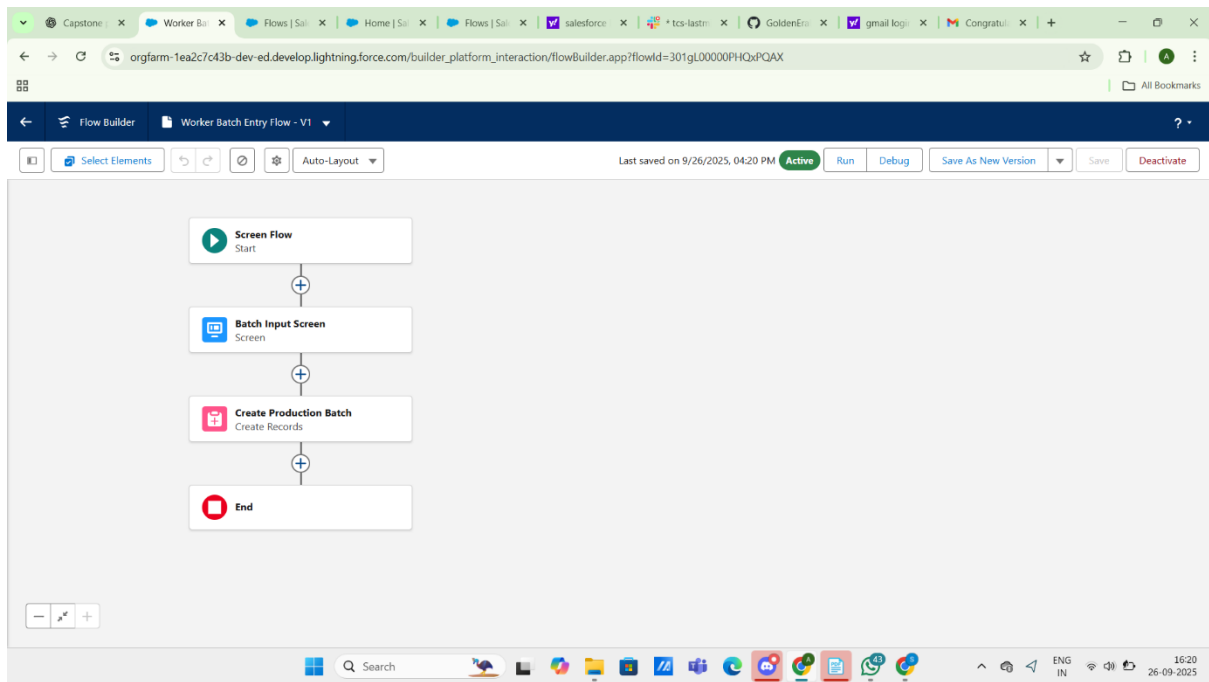 Capstone
Worker Ba
Flows | Sal
Home | Sal
Flows | Sal
salesforce
* tcs-lastm
GoldenEra
gmail logi
Congratul
orgfarm-1ea2c7c43b-dev-ed.develop.lightning.force.com/builder_platform_interaction/flowBuilder.app?flowId=301gL00000PHQxPQAX
A
All Bookmarks
Flow Builder
Worker Batch Entry Flow - V1
?
Select Elements
Auto-Layout
Last saved on 9/26/2025, 04:20 PM
Active
Run
Debug
Save As New Version
Save
Deactivate
Screen Flow
Start
Batch Input Screen
Screen
Create Production Batch
Create Records
End
Search
43
ENG
IN
16:20
26-09-2025